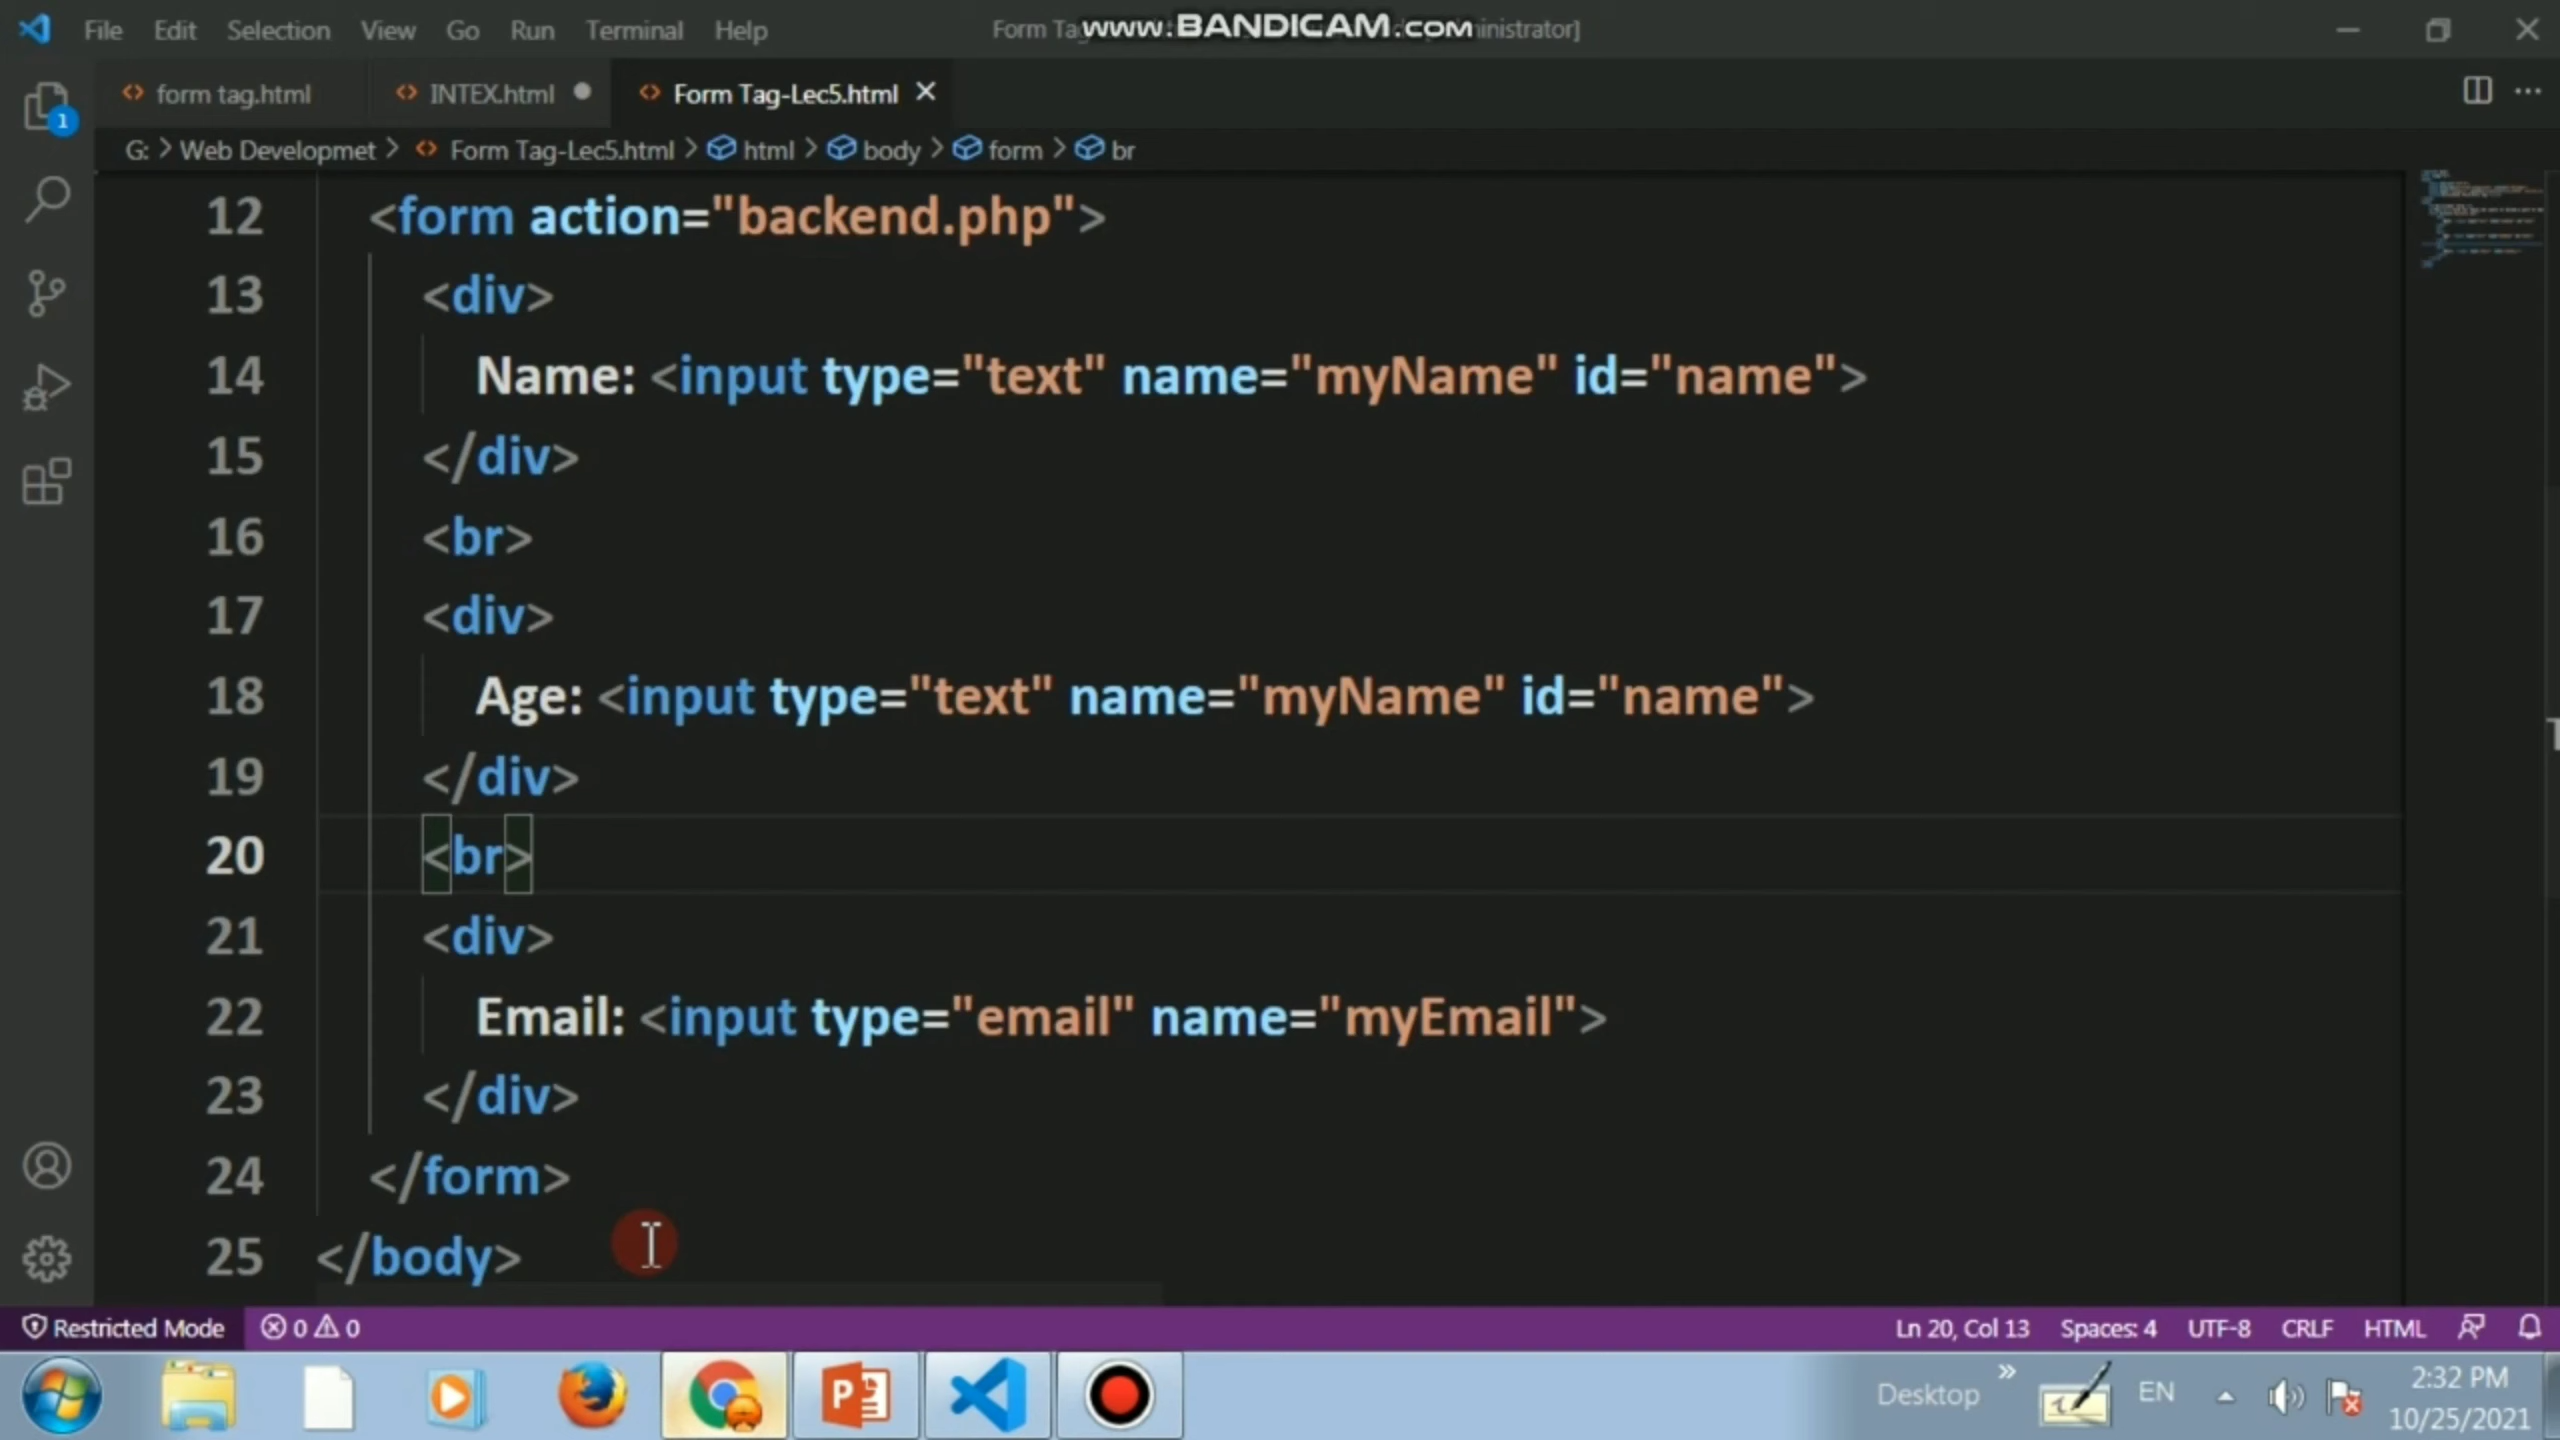 File Edit Selection View Go Run Terminal Help
Form Ta www.BANDICAM.com inistrator]
form tag.html INTEX.html Form Tag-Lec5.html
1
G: > Web Developmet > Form Tag-Lec5.html > html > body > form > br
12 <form action="backend.php">
13 <div>
14 Name: <input type="text" name="myName" id="name">
15 </div>
16 <br>
17 <div>
18 Age: <input type="text" name="myName" id="name">
19 </div>
20 <br>
21 <div>
22 Email: <input type="email" name="myEmail">
23 </div>
24 </form>
25 </body>
Restricted Mode 0 0 Ln 20, Col 13 Spaces: 4 UTF-8 CRLF HTML
Desktop EN 2:32 PM
10/25/2021